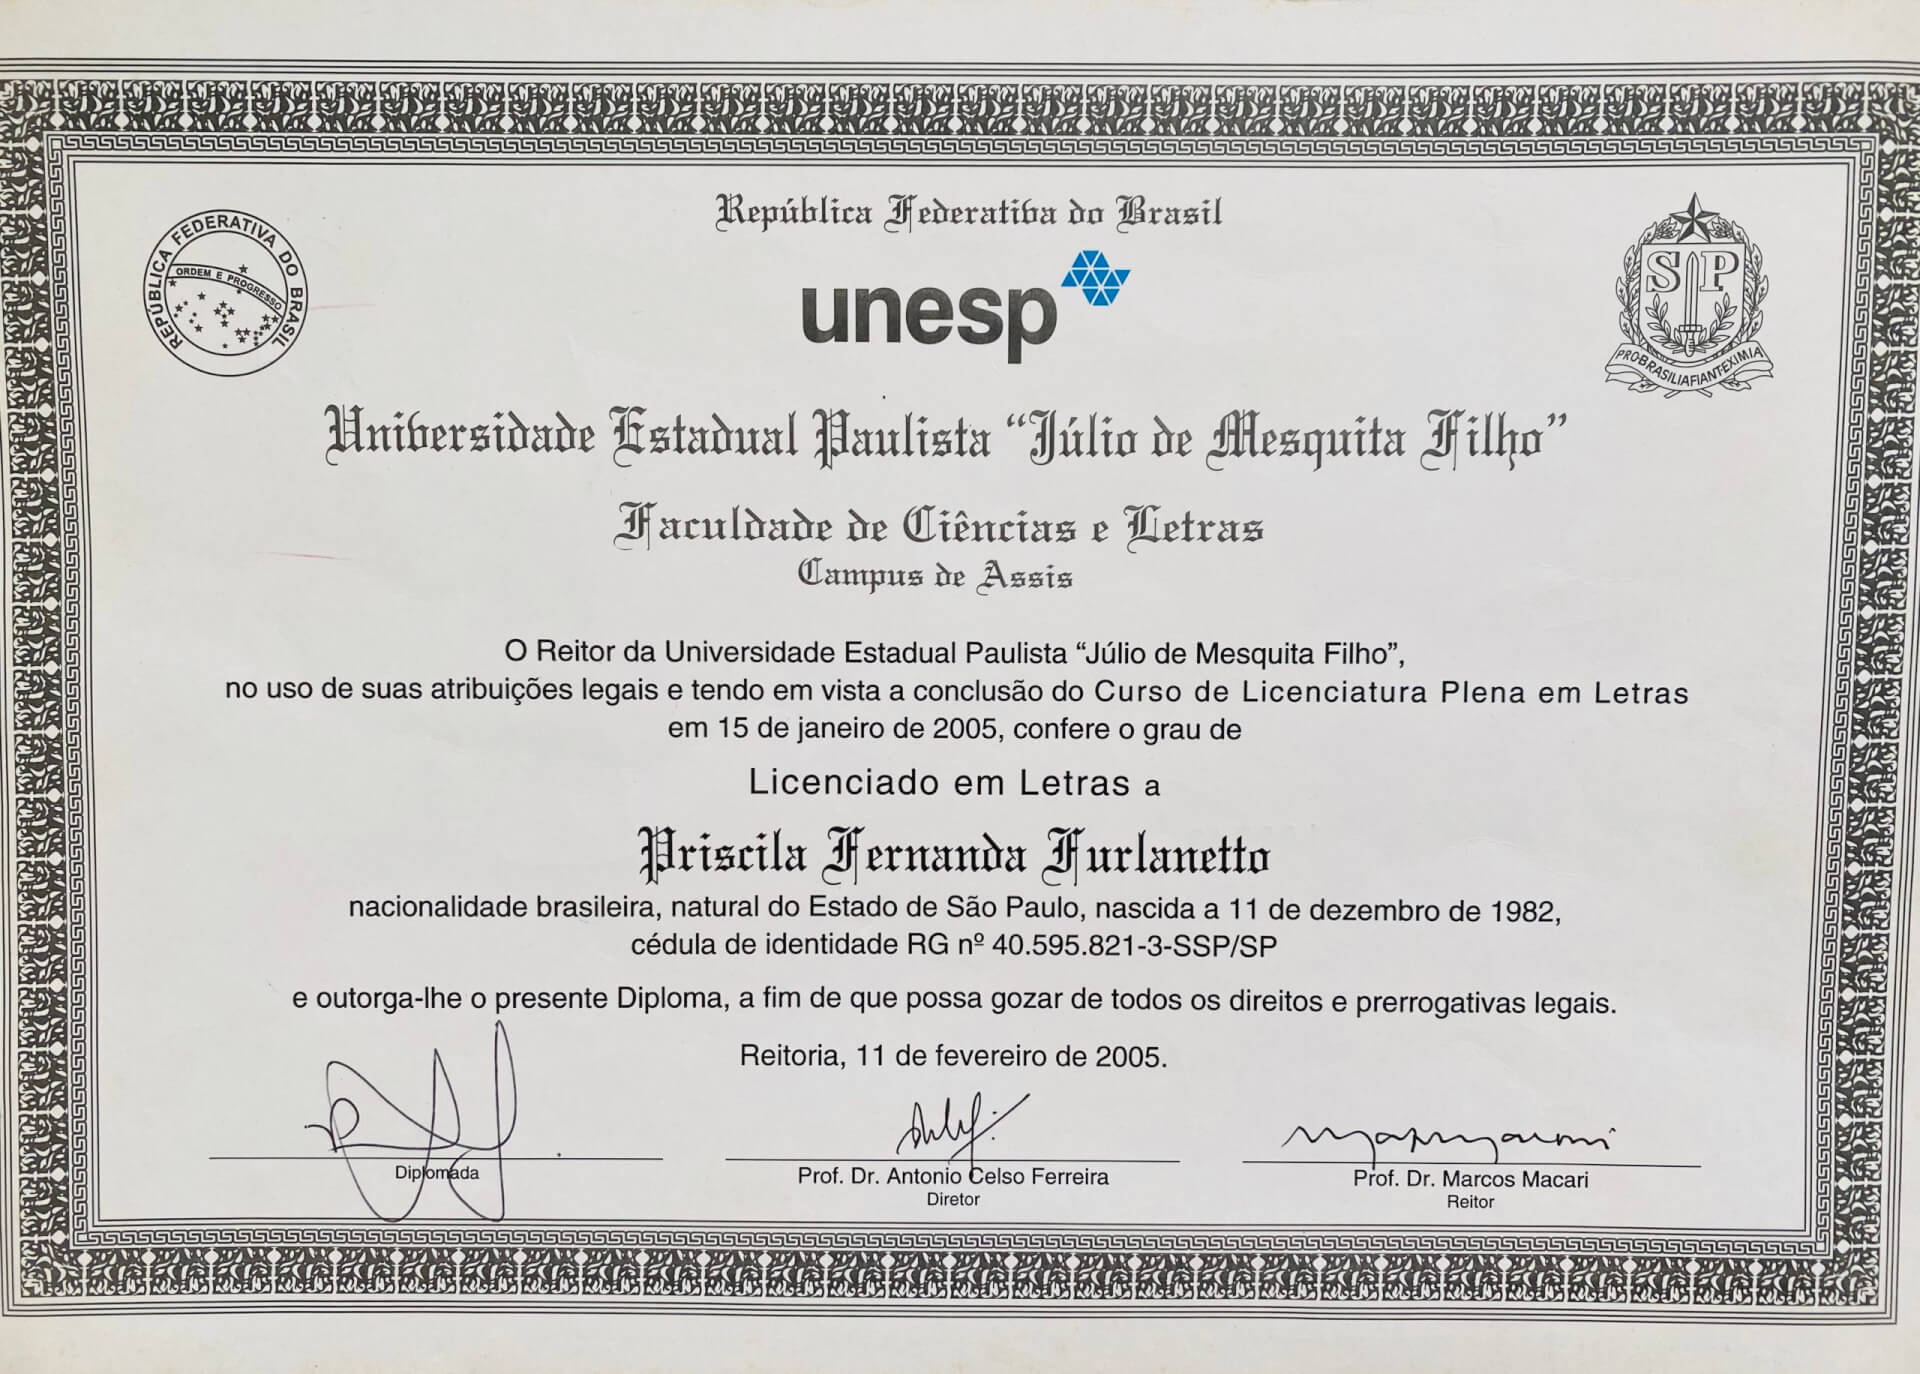 República Federativa do Brasil
REPÚBLICA FEDERATIVA DO BRASIL
ORDEM E PROGRESSO
unesp
SP
PRO·BRASILIA·FIANT·EXIMIA
Universidade Estadual Paulista “Júlio de Mesquita Filho”
Faculdade de Ciências e Letras
Campus de Assis
O Reitor da Universidade Estadual Paulista “Júlio de Mesquita Filho”,
no uso de suas atribuições legais e tendo em vista a conclusão do Curso de Licenciatura Plena em Letras
em 15 de janeiro de 2005, confere o grau de
Licenciado em Letras a
Priscila Fernanda Furlanetto
nacionalidade brasileira, natural do Estado de São Paulo, nascida a 11 de dezembro de 1982,
cédula de identidade RG nº 40.595.821-3-SSP/SP
e outorga-lhe o presente Diploma, a fim de que possa gozar de todos os direitos e prerrogativas legais.
Reitoria, 11 de fevereiro de 2005.
Diplomada
Prof. Dr. Antonio Celso Ferreira
Diretor
Prof. Dr. Marcos Macari
Reitor